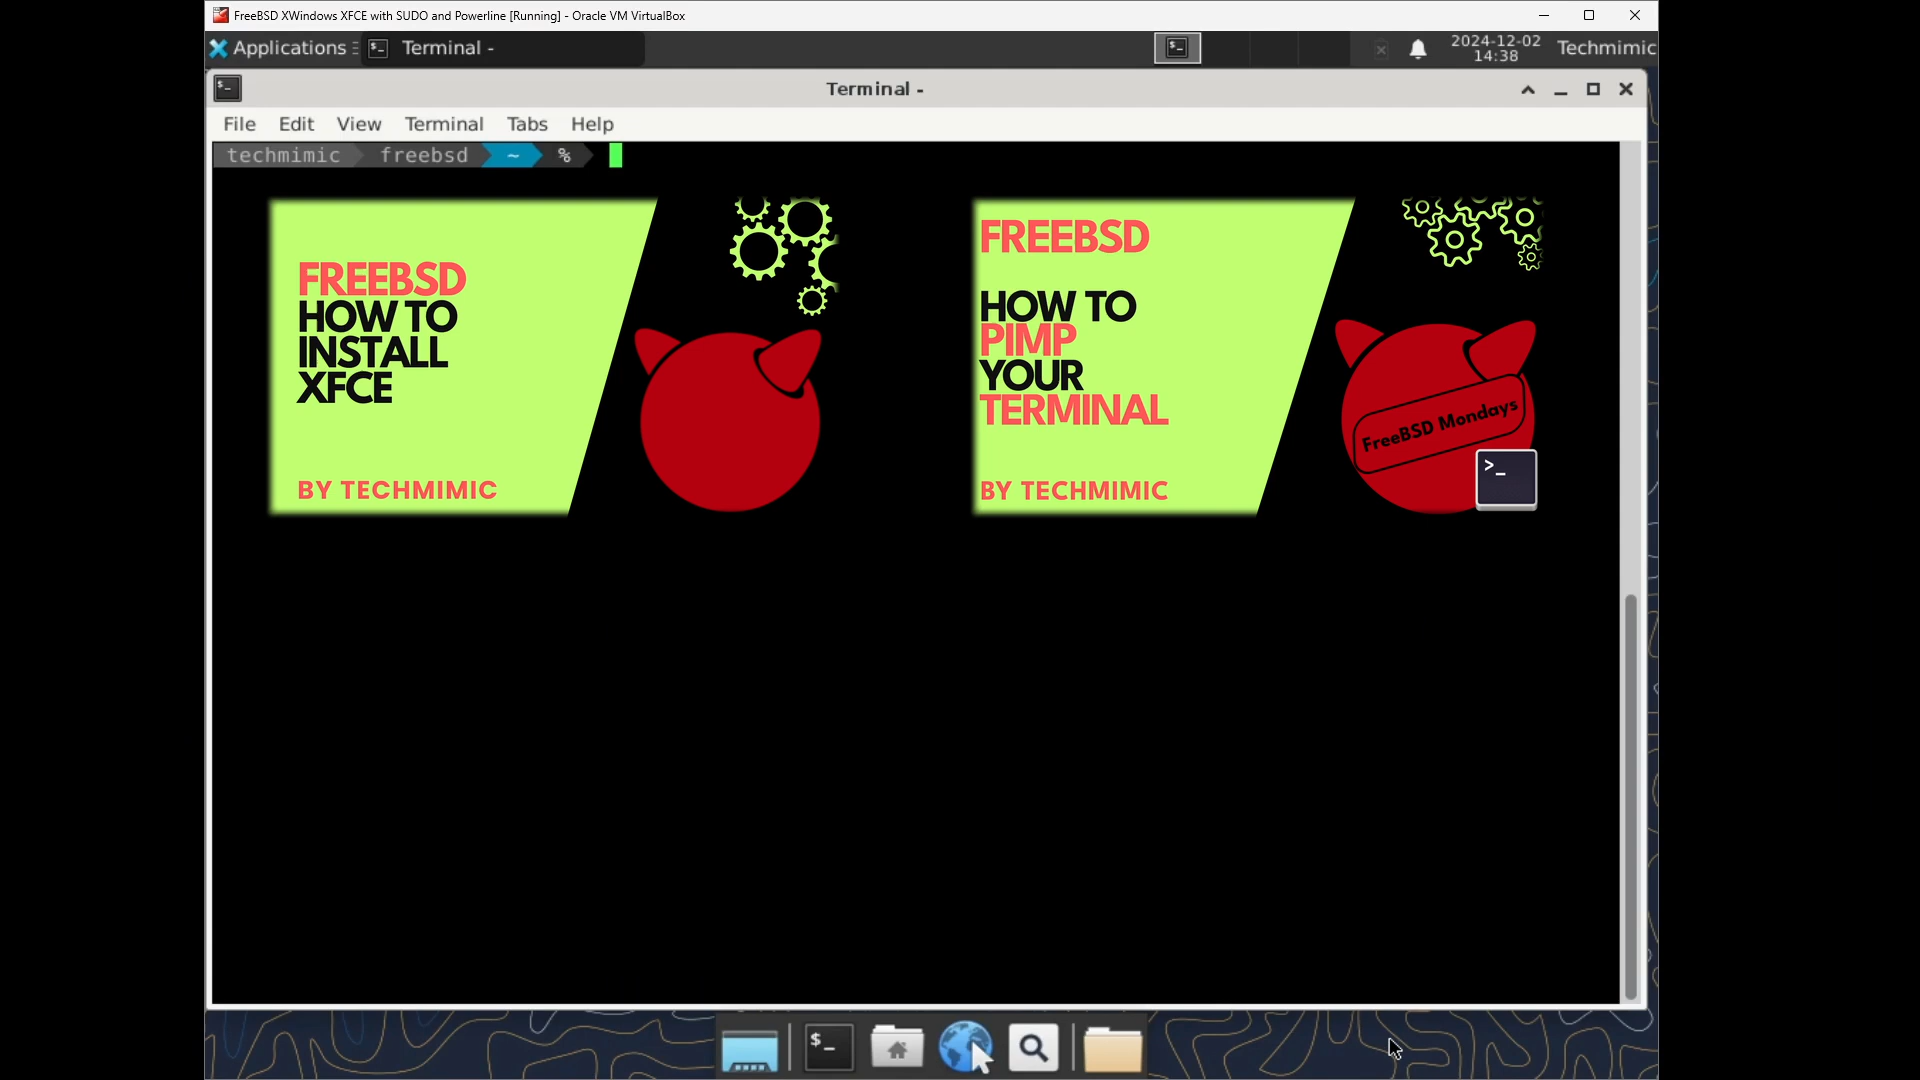 FreeBSD XWindows XFCE with SUDO and Powerline [Running] - Oracle VM VirtualBox
Applications
Terminal -
2024-12-02
14:38
Techmimic
Terminal -
File Edit View Terminal Tabs Help
techmimic freebsd ~ %
FREEBSD
HOW TO
INSTALL
XFCE
BY TECHMIMIC
FREEBSD
HOW TO
PIMP
YOUR
TERMINAL
BY TECHMIMIC
FreeBSD Mondays
>_
$_